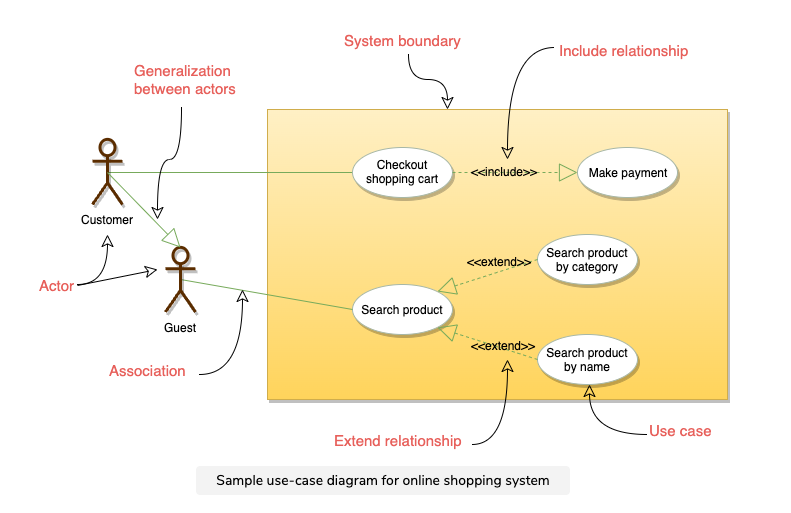 System boundary
Include relationship
Generalization
between actors
Checkout
shopping cart
<<include>>
Make payment
Customer
Search product
by category
<<extend>>
Actor
Search product
Guest
<<extend>>
Search product
by name
Association
Extend relationship
Use case
Sample use-case diagram for online shopping system